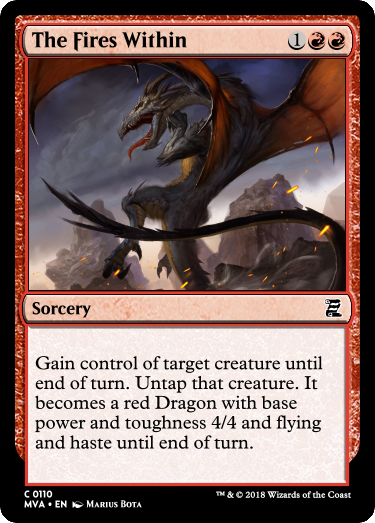 The Fires Within 1
Sorcery
Gain control of target creature until
end of turn. Untap that creature. It
becomes a red Dragon with base
power and toughness 4/4 and flying
and haste until end of turn.
C 0110
MVA • EN Marius Bota
™ & © 2018 Wizards of the Coast